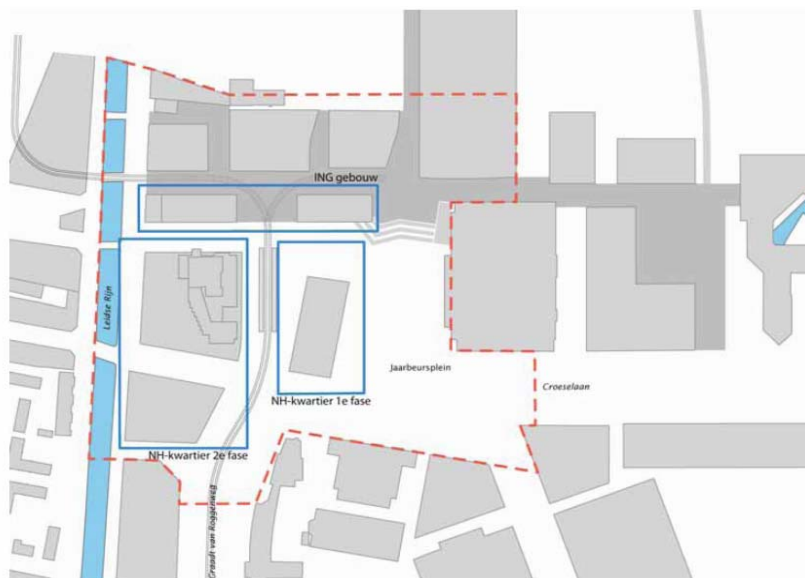 ING gebouw
Leidse Rijn
Jaarbeursplein
Croeselaan
NH-kwartier 1e fase
NH-kwartier 2e fase
Graadt van Roggenweg